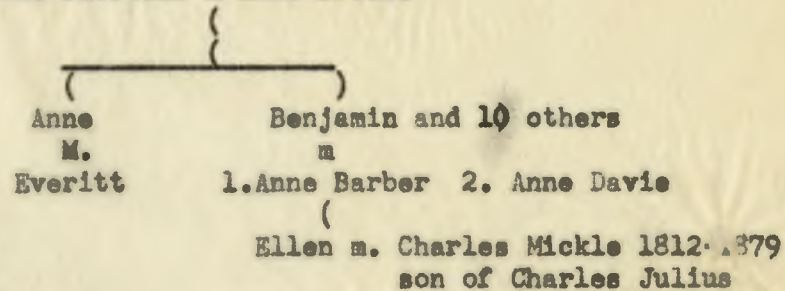 Anne Benjamin and 10 others
M. m
Everitt 1.Anne Barber 2. Anne Davie
Ellen m. Charles Mickle 1812- 1879
son of Charles Julius